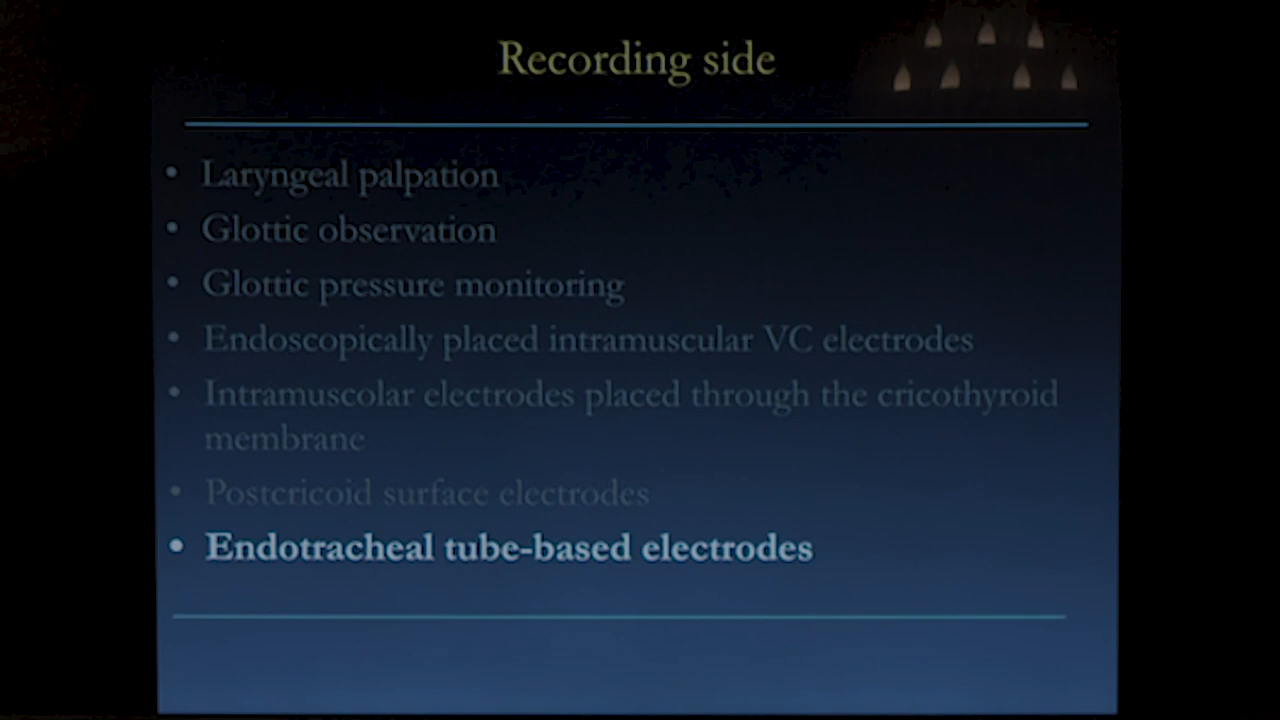 Recording side
• Laryngeal palpation
• Glottic observation
• Glottic pressure monitoring
• Endoscopically placed intramuscular VC electrodes
• Intramuscolar electrodes placed through the cricothyroid
membrane
• Postcricoid surface electrodes
• Endotracheal tube-based electrodes